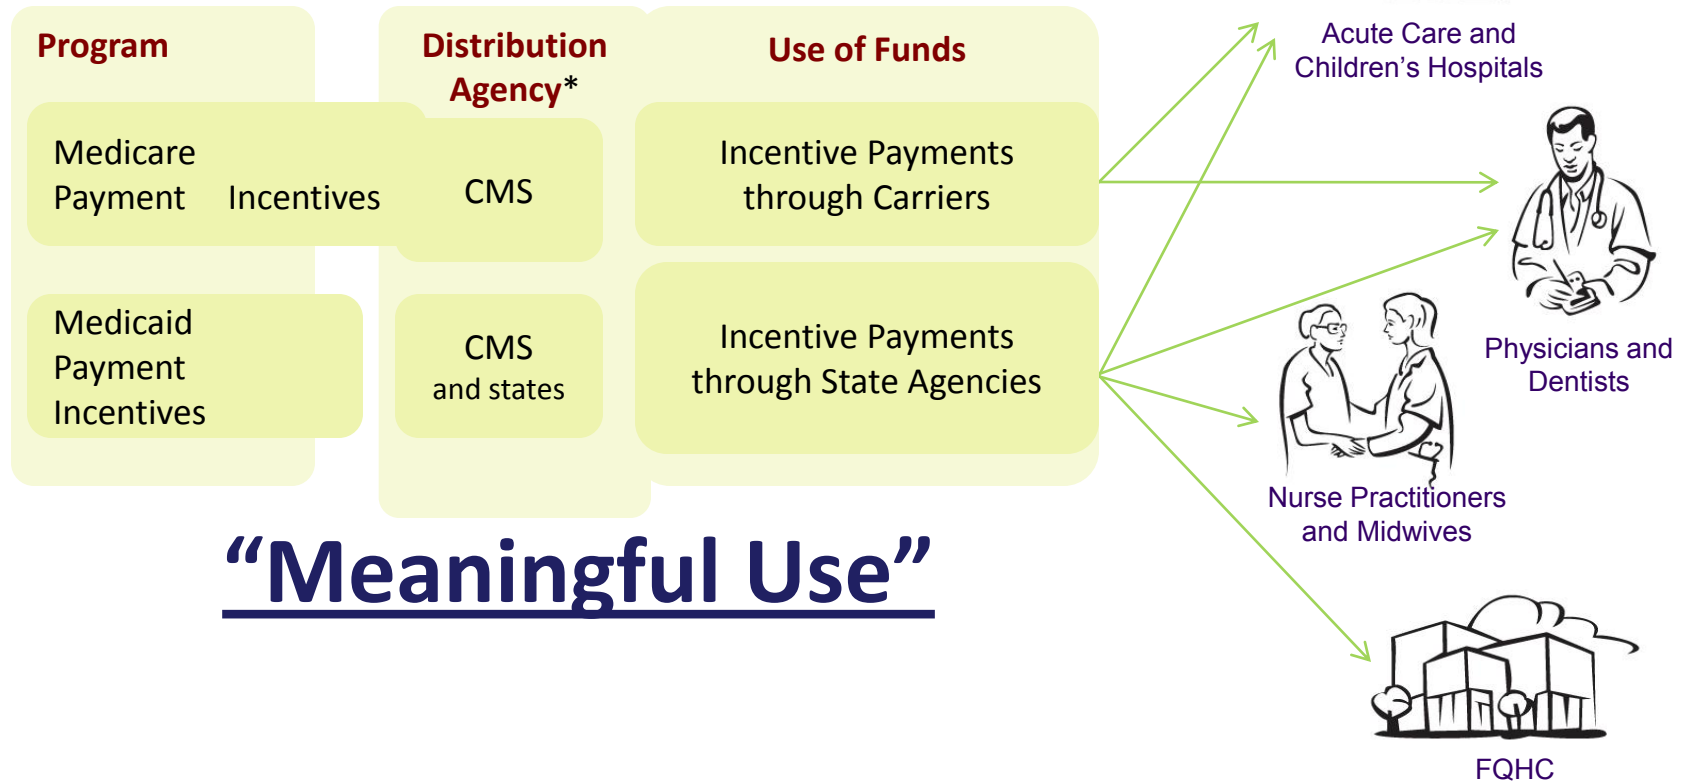 Program
Distribution
Agency*
Use of Funds
Medicare
Payment Incentives
CMS
Incentive Payments
through Carriers
Medicaid
Payment
Incentives
CMS
and states
Incentive Payments
through State Agencies
Acute Care and
Children’s Hospitals
Physicians and
Dentists
Nurse Practitioners
and Midwives
FQHC
“Meaningful Use”